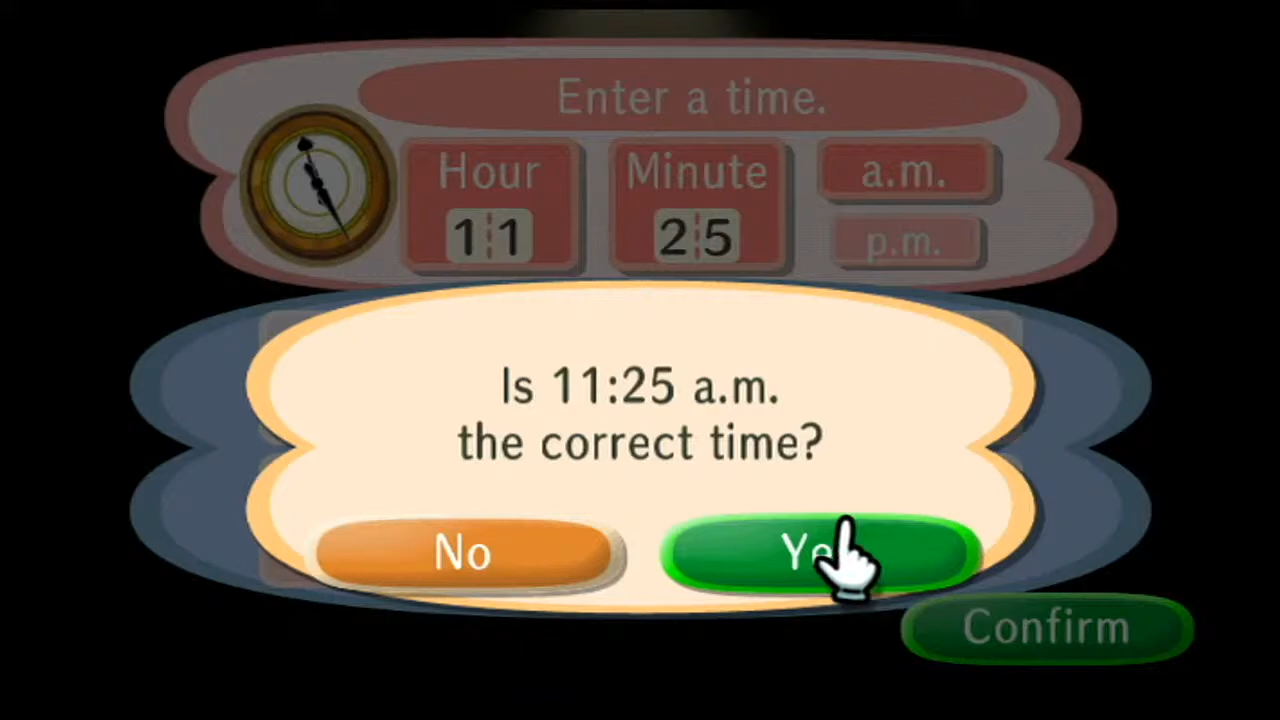 Enter a time.
Hour
Minute
a.m.
11
25
p.m.
Is 11:25 a.m.
the correct time?
No
Confirm